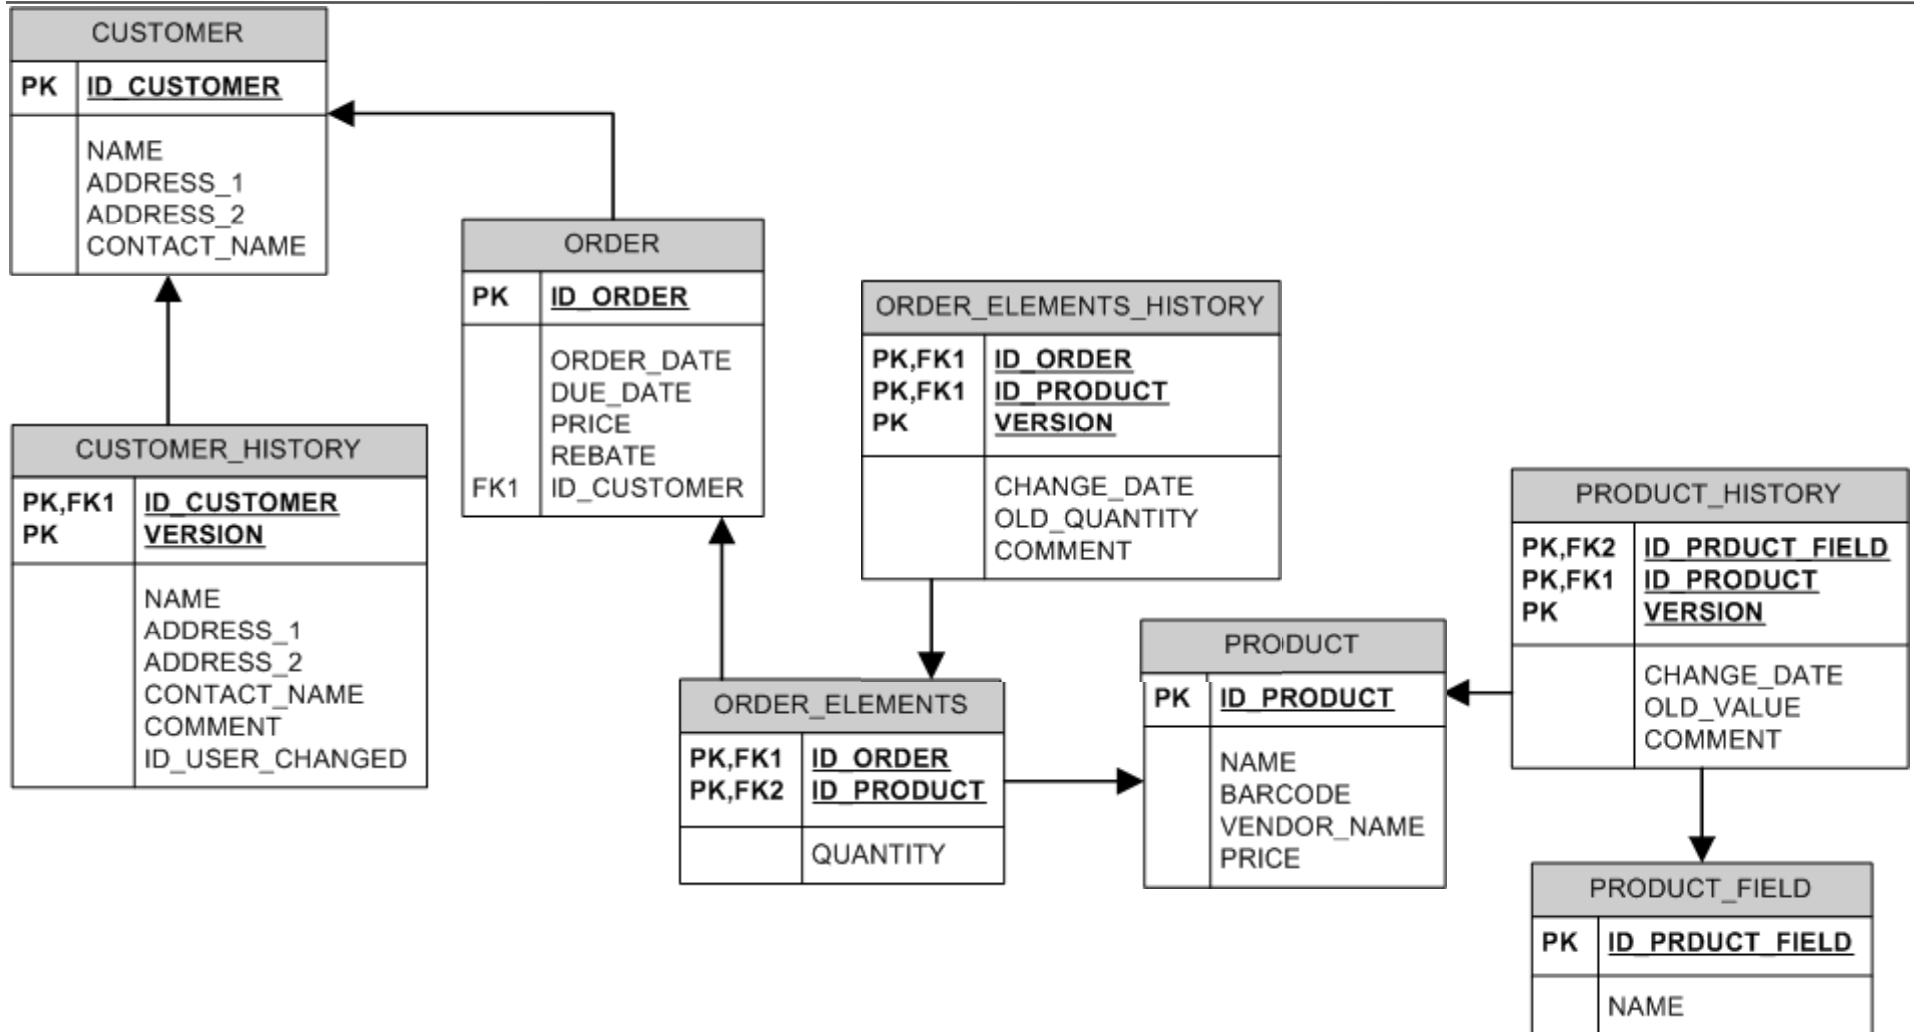 CUSTOMER
PK ID_CUSTOMER
NAME
ADDRESS_1
ADDRESS_2
CONTACT_NAME
CUSTOMER_HISTORY
PK,FK1 ID_CUSTOMER
PK VERSION
NAME
ADDRESS_1
ADDRESS_2
CONTACT_NAME
COMMENT
ID_USER_CHANGED
ORDER
PK ID_ORDER
ORDER_DATE
DUE_DATE
PRICE
REBATE
FK1 ID_CUSTOMER
ORDER_ELEMENTS_HISTORY
PK,FK1 ID_ORDER
PK,FK1 ID_PRODUCT
PK VERSION
CHANGE_DATE
OLD_QUANTITY
COMMENT
ORDER_ELEMENTS
PK,FK1 ID_ORDER
PK,FK2 ID_PRODUCT
QUANTITY
PRODUCT
PK ID_PRODUCT
NAME
BARCODE
VENDOR_NAME
PRICE
PRODUCT_HISTORY
PK,FK2 ID_PRDUCT_FIELD
PK,FK1 ID_PRODUCT
PK VERSION
CHANGE_DATE
OLD_VALUE
COMMENT
PRODUCT_FIELD
PK ID_PRDUCT_FIELD
NAME